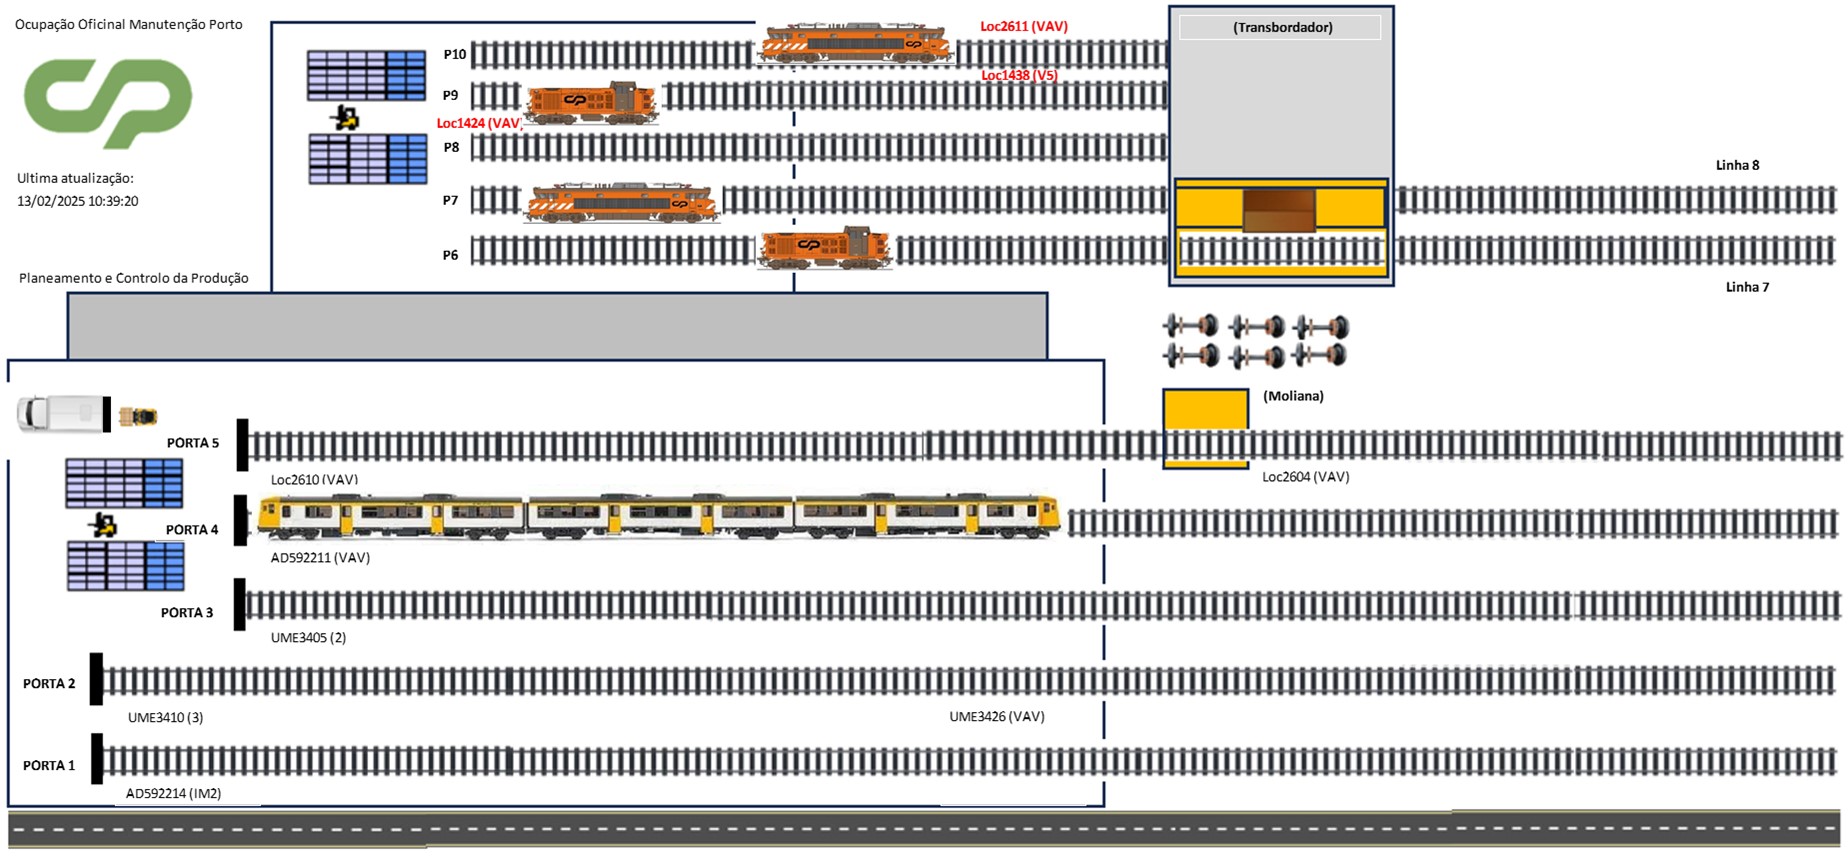 Ocupação Oficinal Manutenção Porto
CP
Ultima atualização:
13/02/2025 10:39:20
Planeamento e Controlo da Produção
P10
Loc2611 (VAV)
(Transbordador)
P9
Loc1438 (V5)
Loc1424 (VAV)
P8
P7
P6
Linha 8
Linha 7
(Moliana)
PORTA 5
Loc2610 (VAV)
Loc2604 (VAV)
PORTA 4
AD592211 (VAV)
PORTA 3
UME3405 (2)
PORTA 2
UME3410 (3)
UME3426 (VAV)
PORTA 1
AD592214 (IM2)